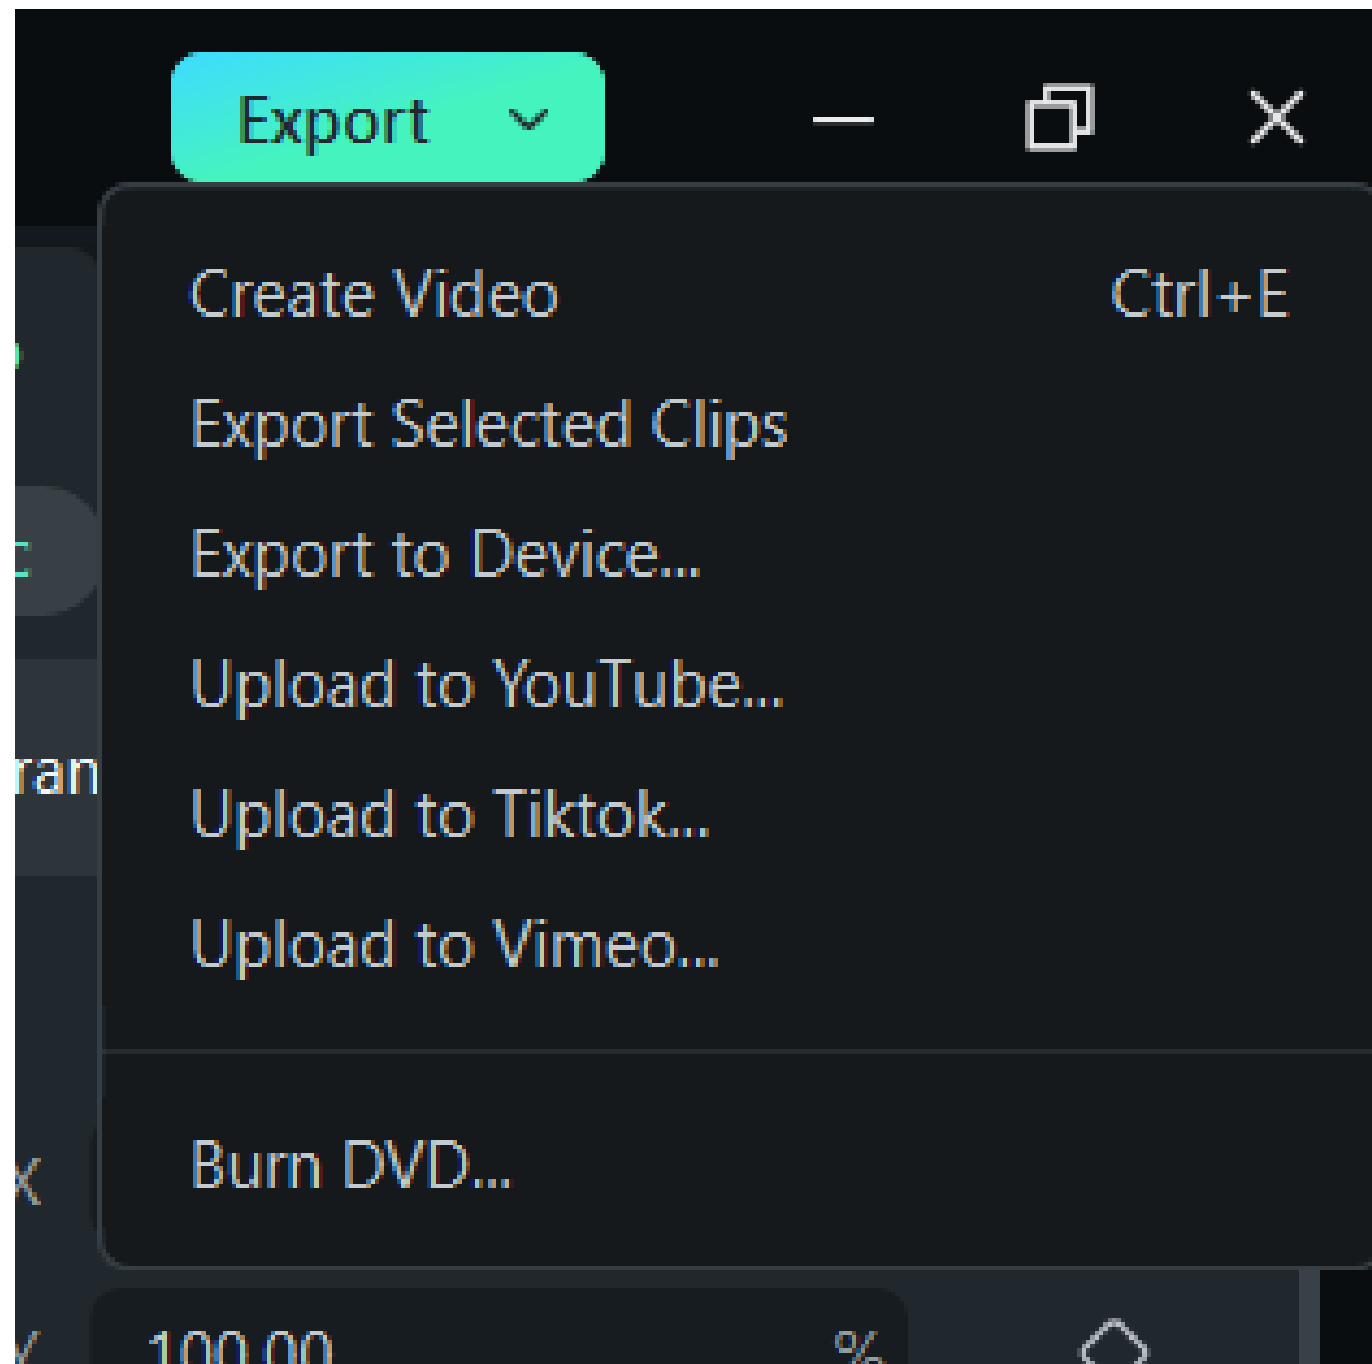 Export
Create Video Ctrl+E
Export Selected Clips
Export to Device...
Upload to YouTube...
ran
Upload to Tiktok...
Upload to Vimeo...
Burn DVD...
X
Y 100.00 %